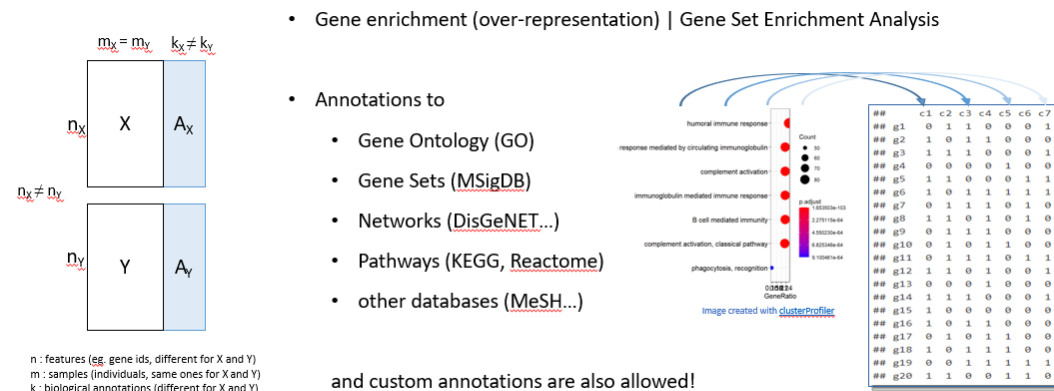 • Gene enrichment (over-representation) | Gene Set Enrichment Analysis
mX = mY kX ≠ kY
nX X AX
nX ≠ nY
nY Y AY
n : features (eg. gene ids, different for X and Y)
m : samples (individuals, same ones for X and Y)
k : biological annotations (different for X and Y)
• Annotations to
• Gene Ontology (GO)
• Gene Sets (MSigDB)
• Networks (DisGeNET...)
• Pathways (KEGG, Reactome)
• other databases (MeSH...)
and custom annotations are also allowed!
humoral immune response
response mediated by circulating immunoglobulin
complement activation
immunoglobulin mediated immune response
B cell mediated immunity
complement activation, classical pathway
phagocytosis, recognition
GeneRatio
Count
50
60
70
80
p.adjust
Image created with clusterProfiler
## c1 c2 c3 c4 c5 c6 c7
## g1 0 1 1 0 0 0 1
## g2 1 0 1 1 0 0 0
## g3 1 1 1 0 0 0 1
## g4 0 0 0 0 1 0 0
## g5 1 1 0 0 0 1 1
## g6 1 0 1 1 1 1 1
## g7 0 1 1 1 0 1 0
## g8 1 1 0 1 0 1 0
## g9 0 1 1 1 0 0 0
## g10 0 1 0 1 1 0 0
## g11 0 1 1 1 0 1 1
## g12 1 1 0 1 0 0 1
## g13 0 0 0 1 0 0 0
## g14 1 1 1 0 0 0 1
## g15 1 0 0 0 0 0 0
## g16 1 0 1 1 0 0 0
## g17 0 1 1 0 1 0 0
## g18 1 0 1 1 1 0 0
## g19 0 0 1 1 1 1 1
## g20 1 1 0 0 1 0 0